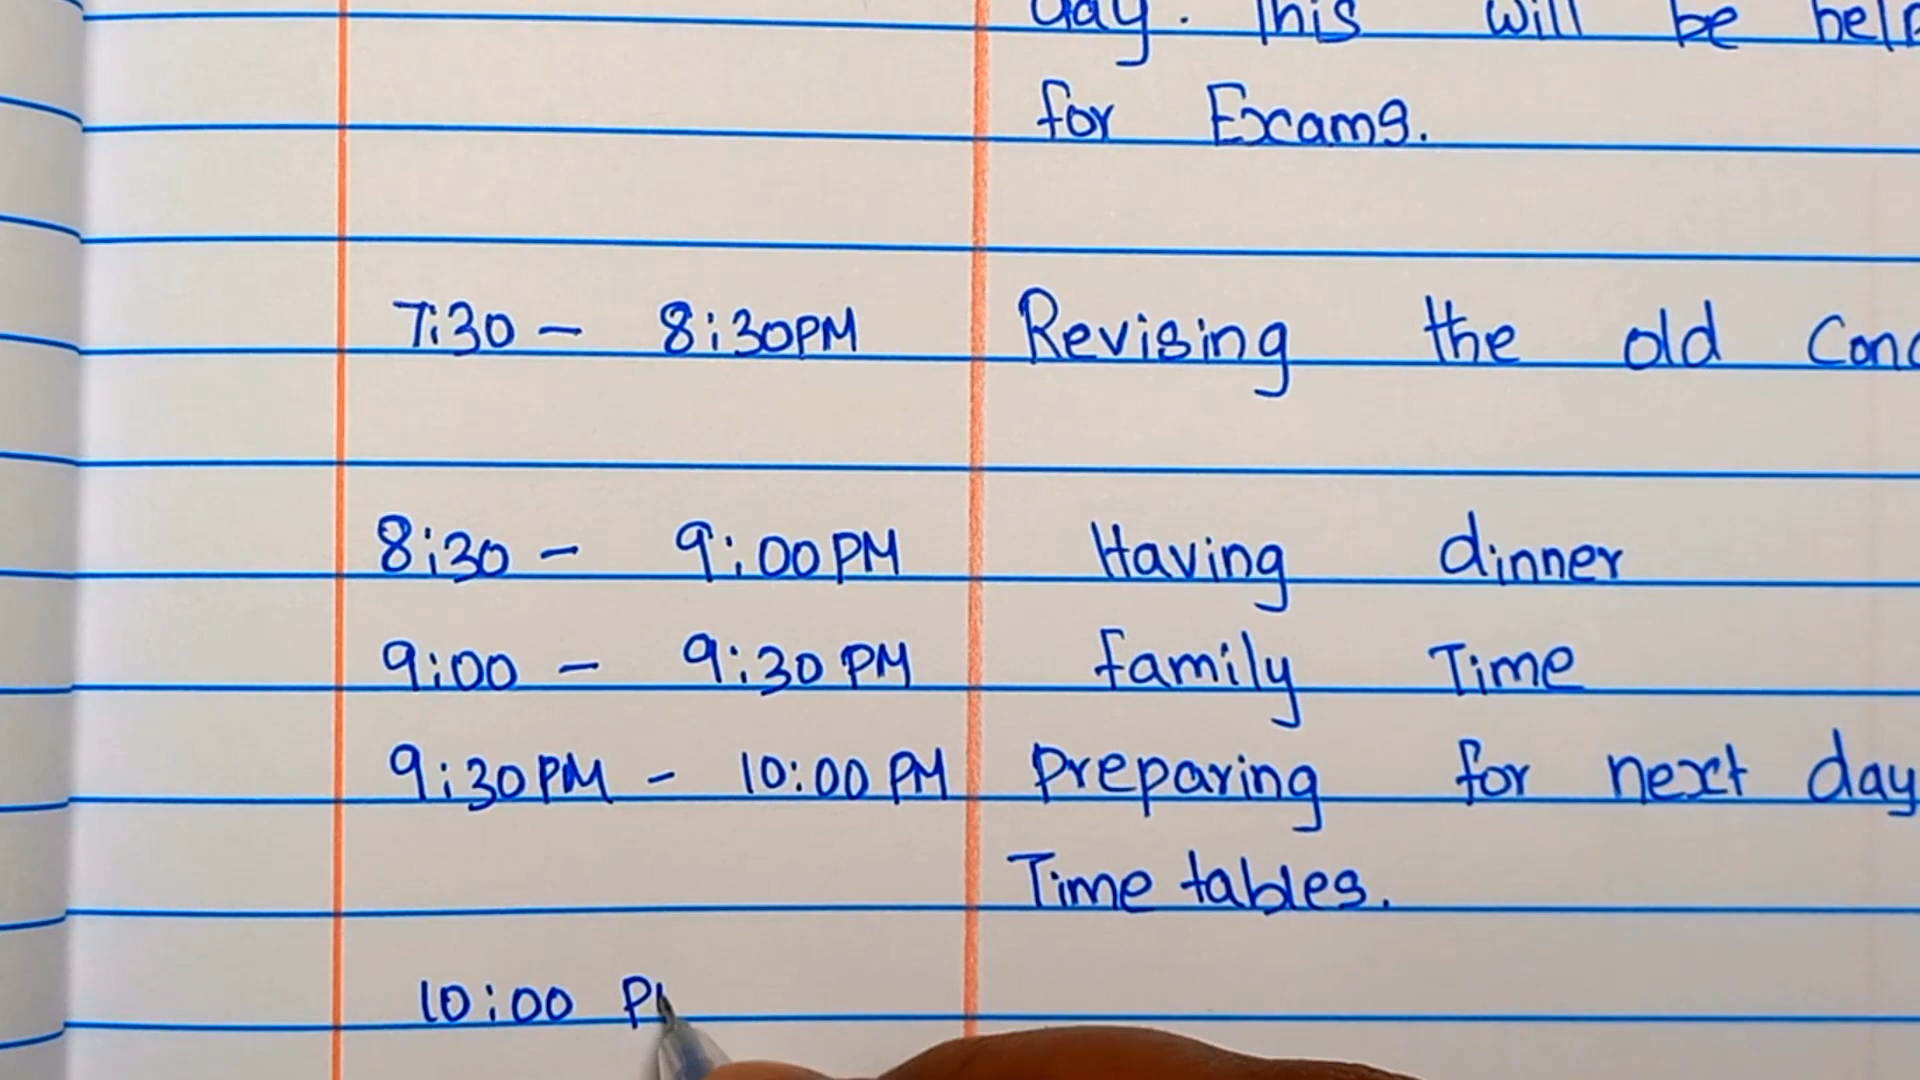 day. This will be
for Exams.
7:30 - 8:30PM Revising the old
8:30 - 9:00PM Having dinner
9:00 - 9:30 PM family Time
9:30PM - 10:00 PM Preparing for next day
Time tables.
10:00